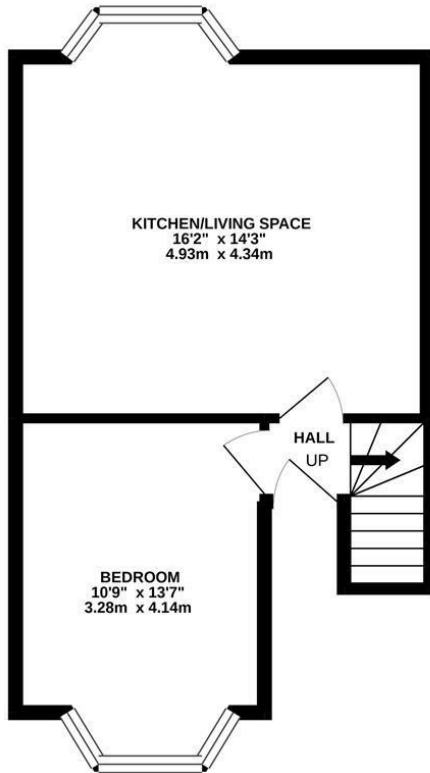 KITCHEN/LIVING SPACE
16'2" x 14'3"
4.93m x 4.34m
HALL
UP
BEDROOM
10'9" x 13'7"
3.28m x 4.14m